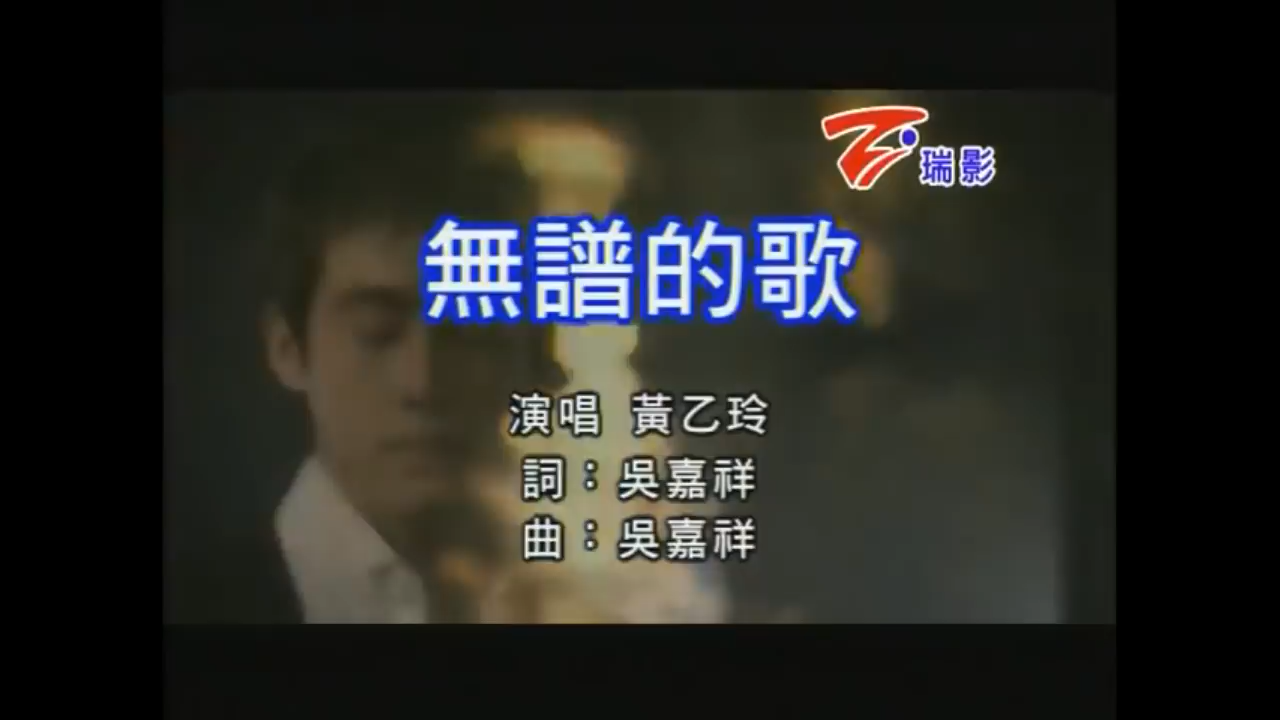 瑞影
無譜的歌
演唱 黃乙玲
詞：吳嘉祥
曲：吳嘉祥